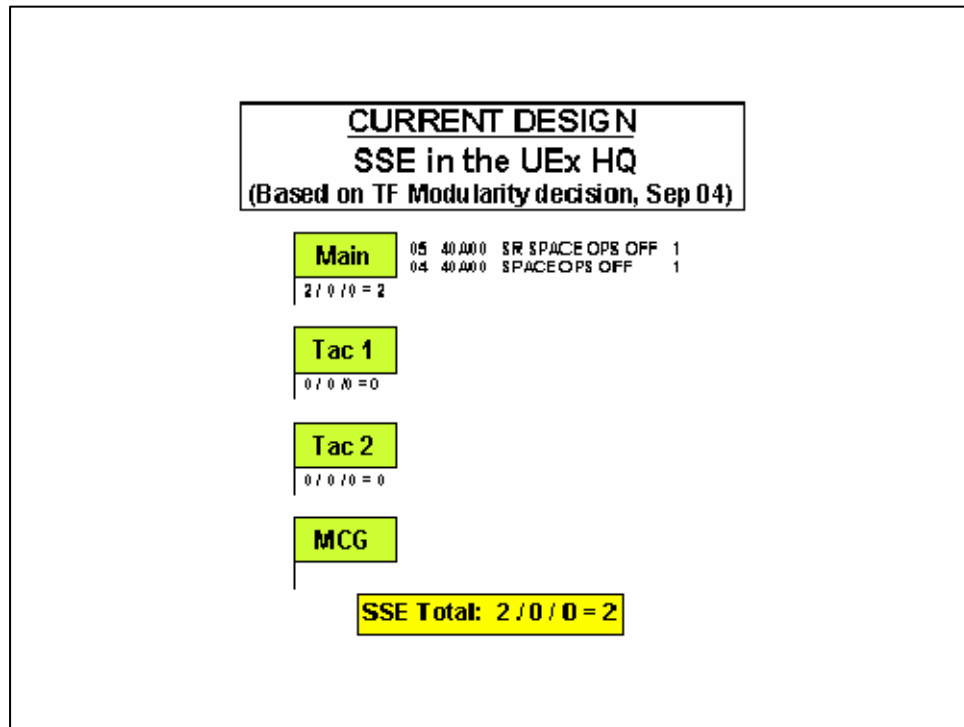 CURRENT DESIGN
SSE in the UEx HQ
(Based on TF Modularity decision, Sep 04)
Main
05 40A00 SR SPACE OPS OFF 1
04 40A00 SPACE OPS OFF 1
2 / 0 / 0 = 2
Tac 1
0 / 0 /0 = 0
Tac 2
0 / 0 / 0 = 0
MCG
SSE Total: 2 / 0 / 0 = 2